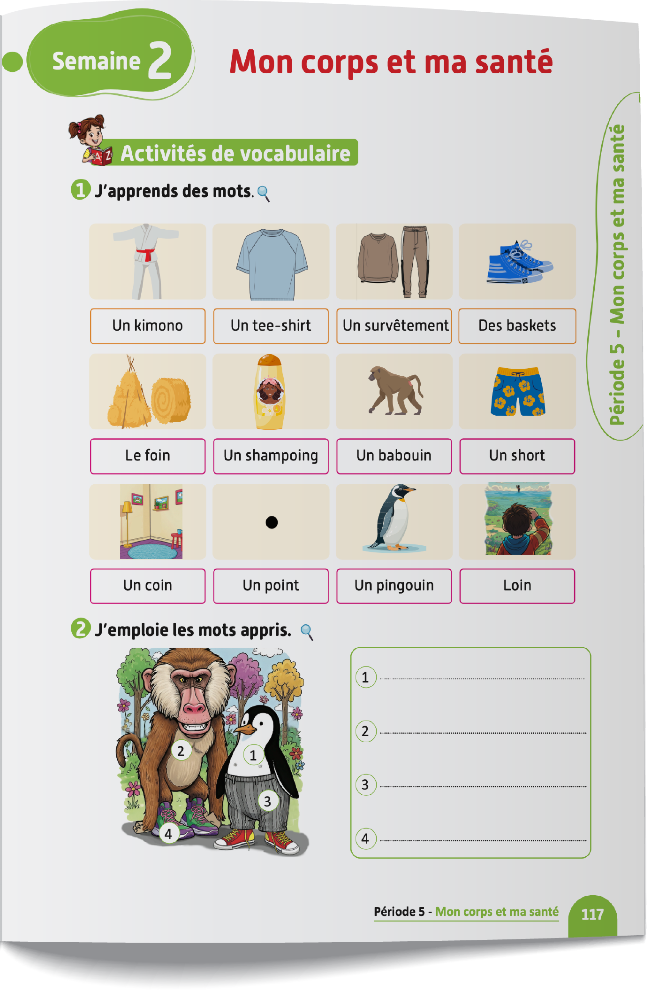 Semaine 2
Mon corps et ma santé
Activités de vocabulaire
A Z
1 J'apprends des mots.
Un kimono
Un tee-shirt
Un survêtement
Des baskets
Le foin
Un shampoing
Un babouin
Un short
Un coin
Un point
Un pingouin
Loin
2 J'emploie les mots appris.
2
1
3
4
1
2
3
4
Période 5 - Mon corps et ma santé
Période 5 - Mon corps et ma santé
117